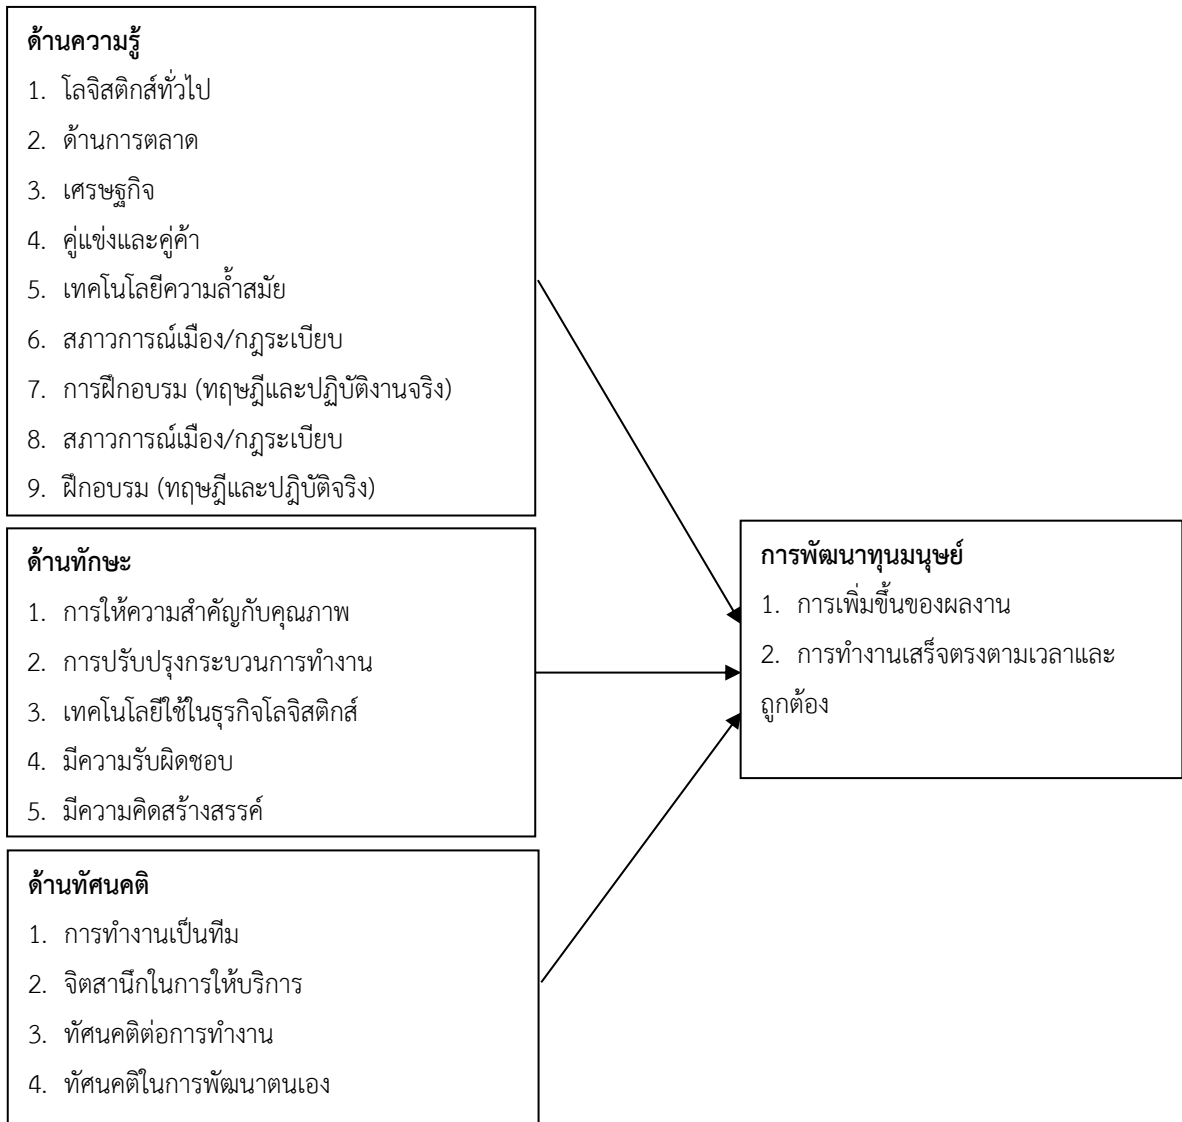 ด้านความรู้
1. โลจิสติกส์ทั่วไป
2. ด้านการตลาด
3. เศรษฐกิจ
4. คู่แข่งและคู่ค้า
5. เทคโนโลยีความล้ำสมัย
6. สภาวการณ์เมือง/กฎระเบียบ
7. การฝึกอบรม (ทฤษฎีและปฏิบัติงานจริง)
8. สภาวการณ์เมือง/กฎระเบียบ
9. ฝึกอบรม (ทฤษฎีและปฎิบัติจริง)
ด้านทักษะ
1. การให้ความสำคัญกับคุณภาพ
2. การปรับปรุงกระบวนการทำงาน
3. เทคโนโลยีใช้ในธุรกิจโลจิสติกส์
4. มีความรับผิดชอบ
5. มีความคิดสร้างสรรค์
ด้านทัศนคติ
1. การทำงานเป็นทีม
2. จิตสานึกในการให้บริการ
3. ทัศนคติต่อการทำงาน
4. ทัศนคติในการพัฒนาตนเอง
การพัฒนาทุนมนุษย์
1. การเพิ่มขึ้นของผลงาน
2. การทำงานเสร็จตรงตามเวลาและ
ถูกต้อง